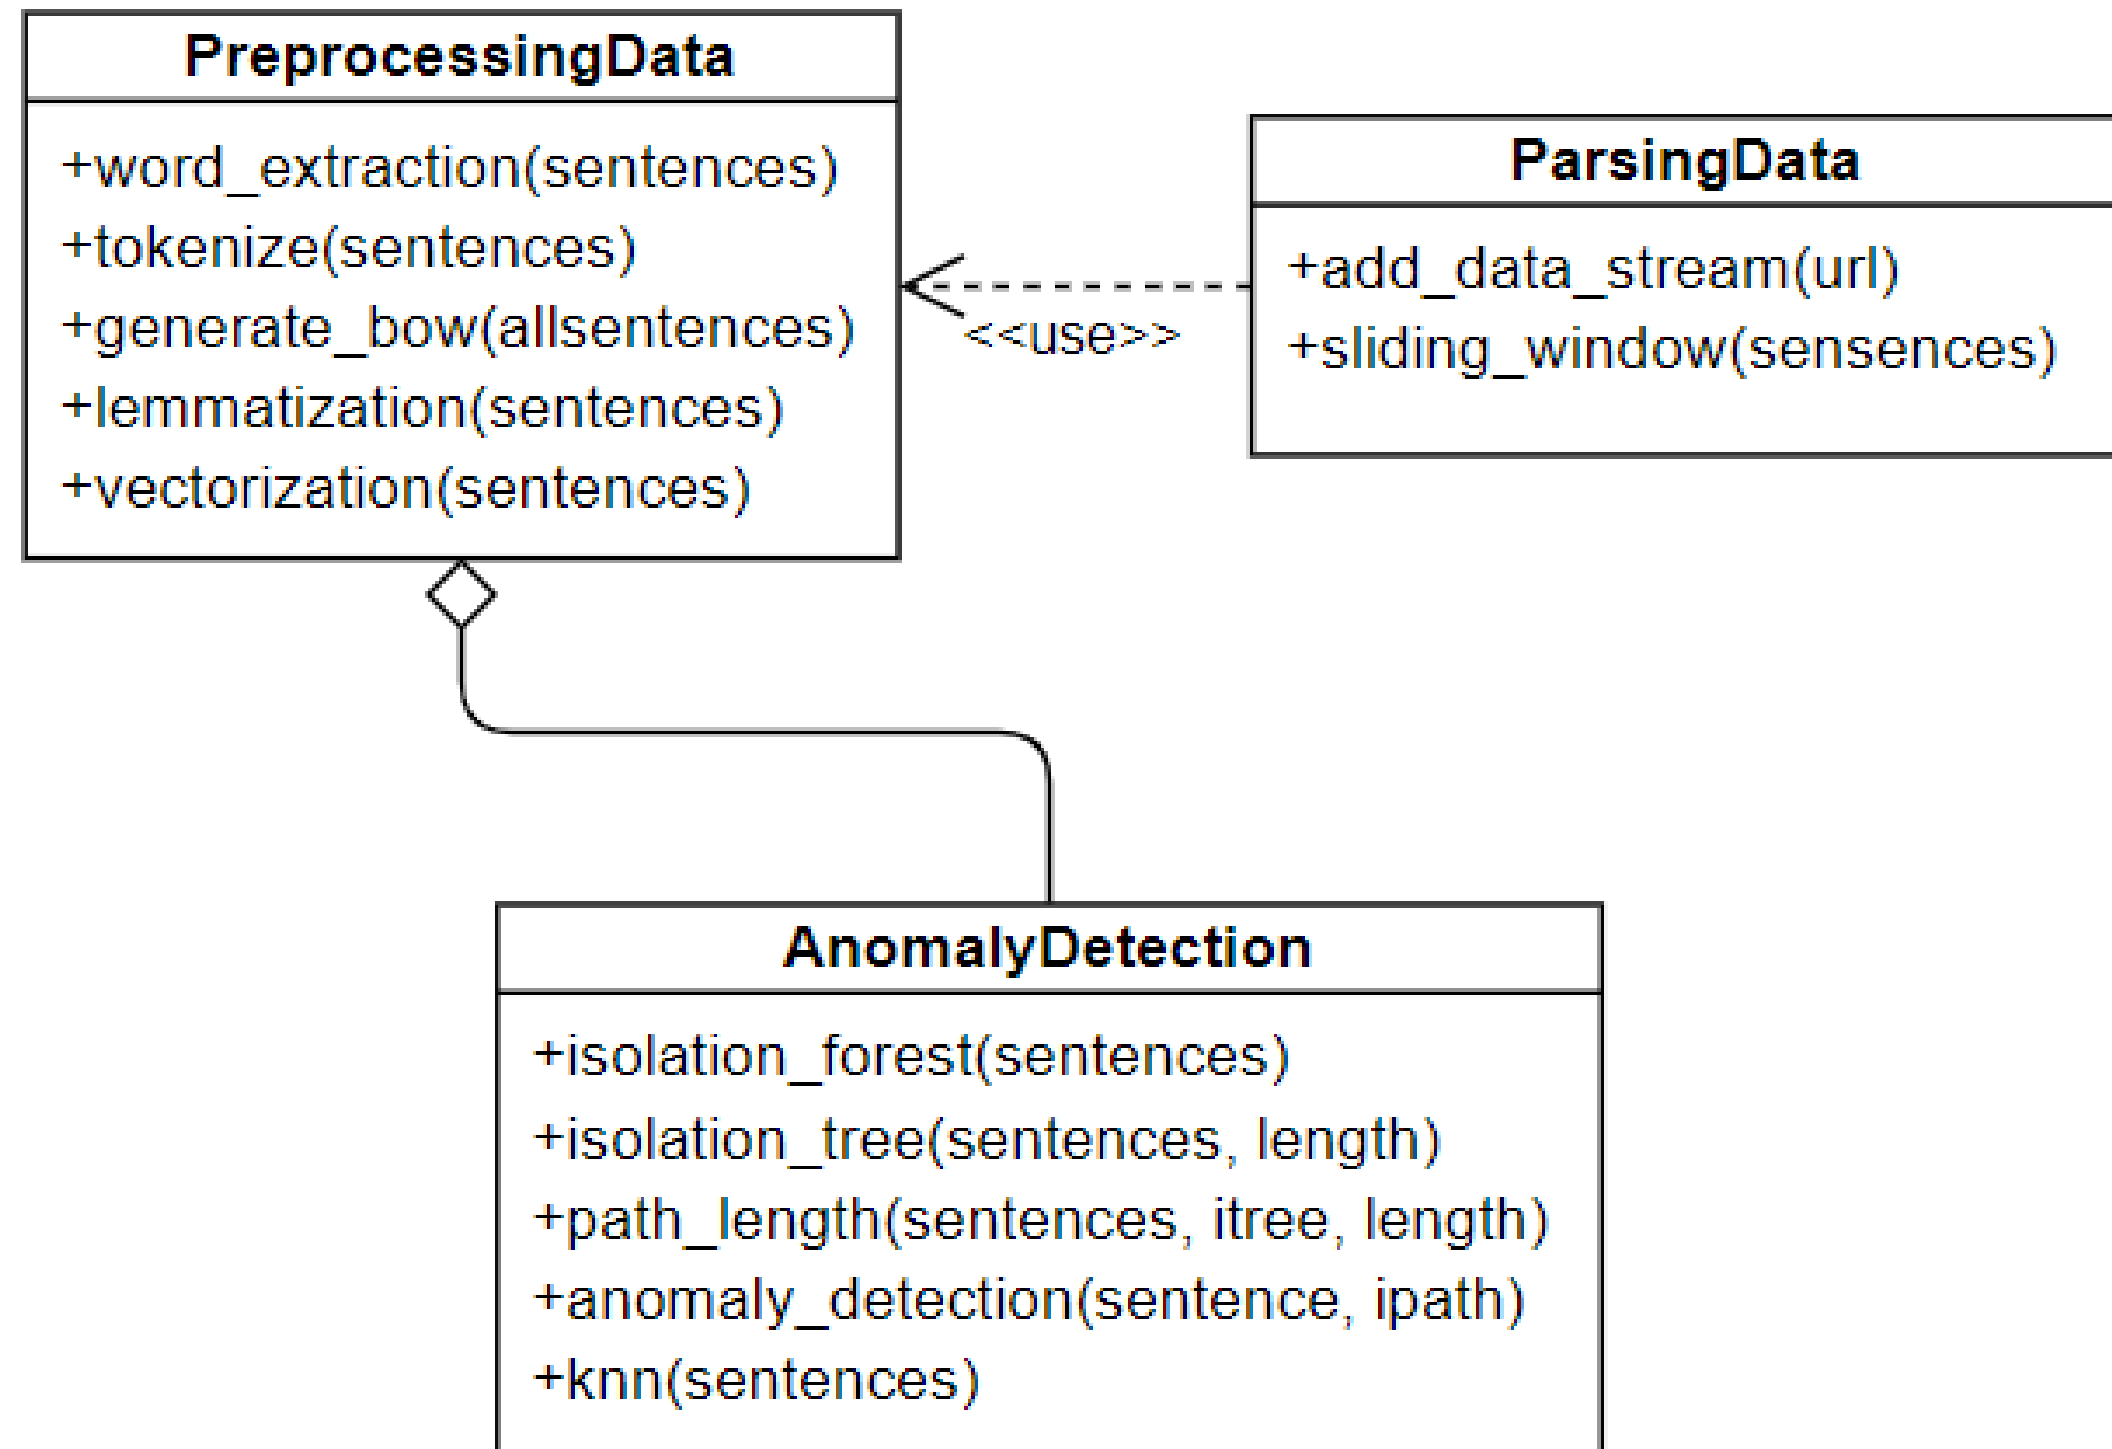 PreprocessingData
+word_extraction(sentences)
+tokenize(sentences)
+generate_bow(allsentences)
+lemmatization(sentences)
+vectorization(sentences)
ParsingData
+add_data_stream(url)
+sliding_window(sensences)
<<use>>
AnomalyDetection
+isolation_forest(sentences)
+isolation_tree(sentences, length)
+path_length(sentences, itree, length)
+anomaly_detection(sentence, ipath)
+knn(sentences)